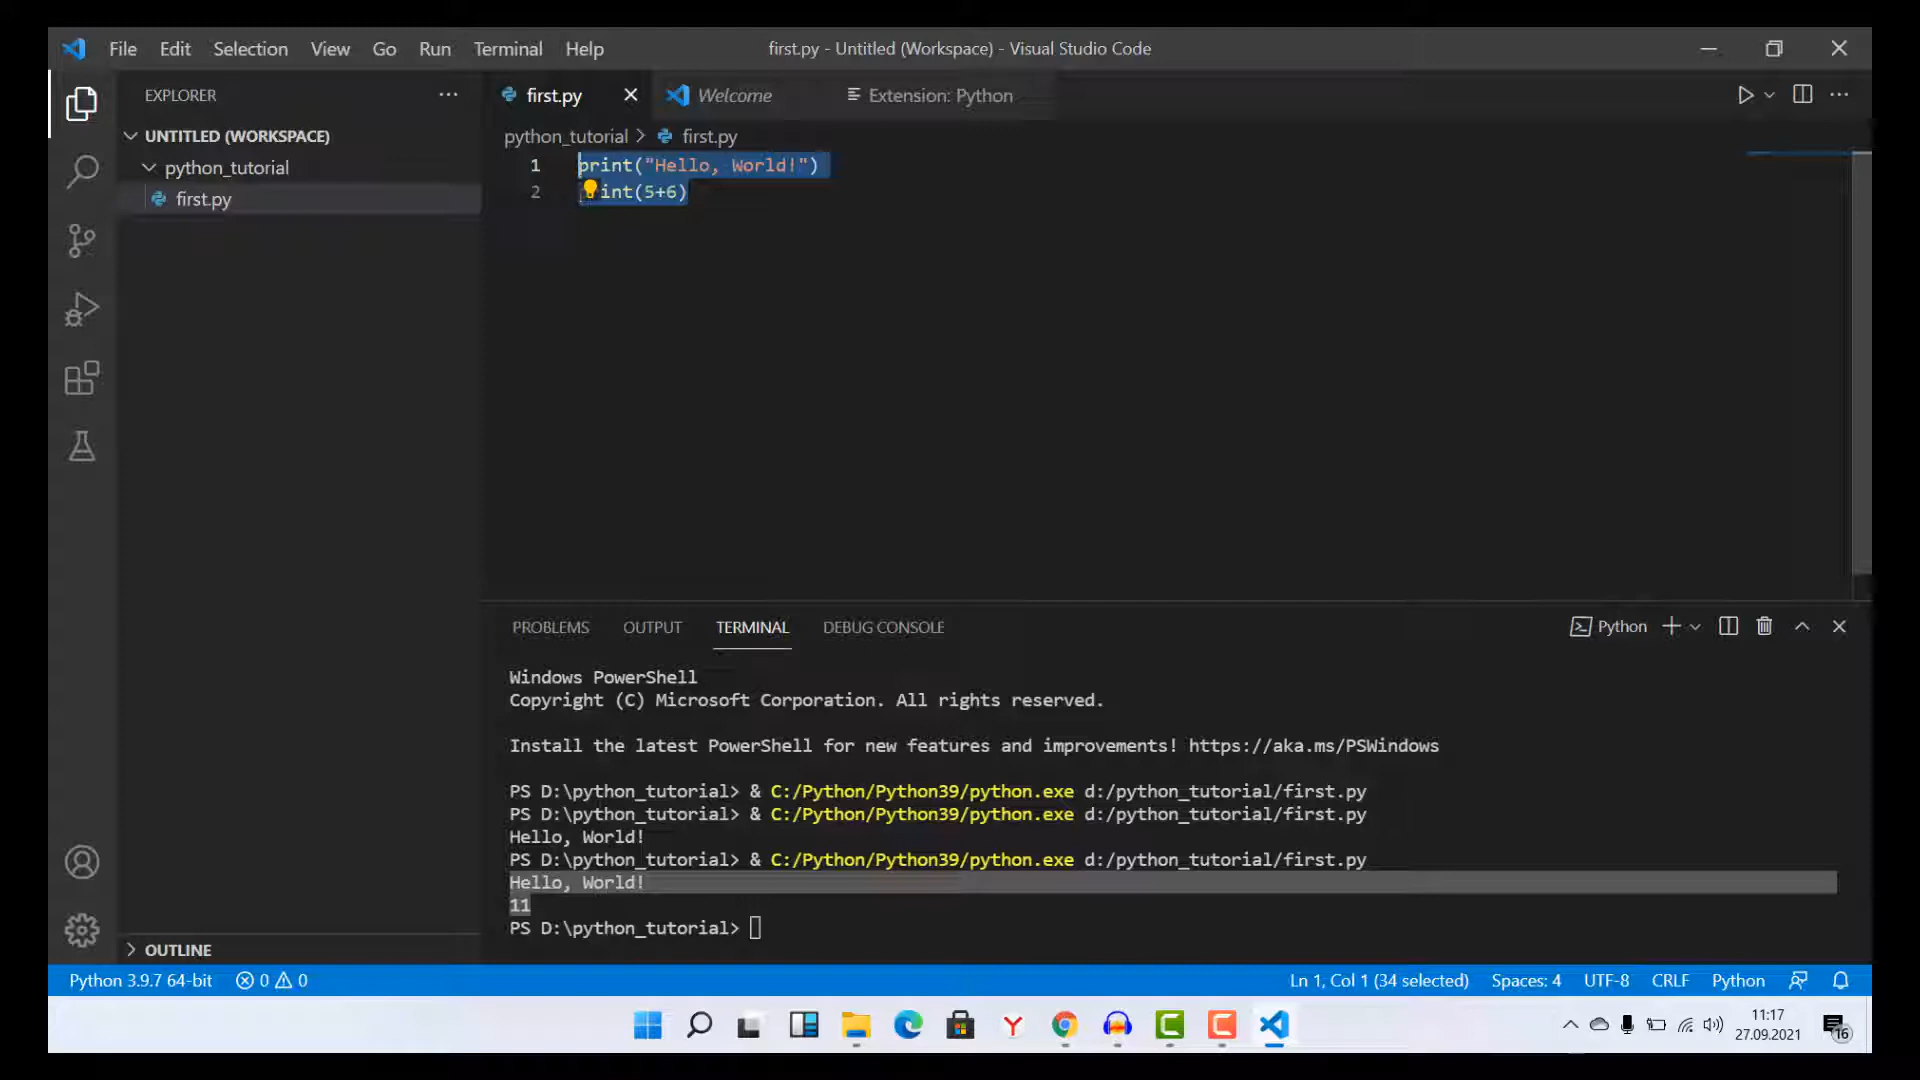 File Edit Selection View Go Run Terminal Help
first.py - Untitled (Workspace) - Visual Studio Code
EXPLORER
UNTITLED (WORKSPACE)
python_tutorial
first.py
OUTLINE
first.py Welcome Extension: Python
python_tutorial > first.py
1 print("Hello, World!")
2 int(5+6)
PROBLEMS OUTPUT TERMINAL DEBUG CONSOLE
Python
Windows PowerShell
Copyright (C) Microsoft Corporation. All rights reserved.
Install the latest PowerShell for new features and improvements! https://aka.ms/PSWindows
PS D:\python_tutorial> & C:/Python/Python39/python.exe d:/python_tutorial/first.py
PS D:\python_tutorial> & C:/Python/Python39/python.exe d:/python_tutorial/first.py
Hello, World!
PS D:\python_tutorial> & C:/Python/Python39/python.exe d:/python_tutorial/first.py
Hello, World!
11
PS D:\python_tutorial>
Python 3.9.7 64-bit 0 0 Ln 1, Col 1 (34 selected) Spaces: 4 UTF-8 CRLF Python
11:17
27.09.2021
16